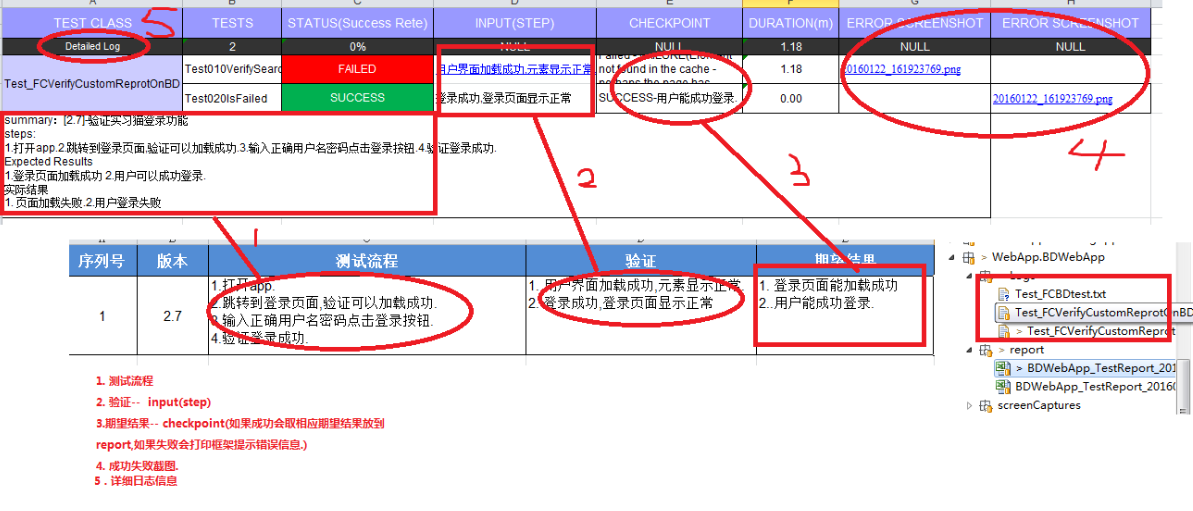 A B C D E F G H
TEST CLASS TESTS STATUS(Success Rete) INPUT(STEP) CHECKPOINT DURATION(m) ERROR SCREENSHOT ERROR SCREENSHOT
5
Detailed Log 2 0% NULL NULL 1.18 NULL NULL
Test_FCVerifyCustomReprotOnBD
Test010VerifySearc FAILED 用户界面加载成功,元素显示正常. not found in the cache - 1.18 20160122_161923769.png
Test020IsFailed SUCCESS 登录成功,登录页面显示正常 SUCCESS-用户能成功登录. 0.00 20160122_161923769.png
summary：[2.7]-验证实习猫登录功能
steps:
1.打开app.2.跳转到登录页面,验证可以加载成功.3.输入正确用户名密码点击登录按钮.4.验证登录成功.
Expected Results
1.登录页面加载成功 2.用户可以成功登录.
实际结果
1.页面加载失败.2.用户登录失败
1
2
3
4
序列号 版本 测试流程 验证 期望结果
1 2.7
1.打开app.
2.跳转到登录页面,验证可以加载成功.
3.输入正确用户名密码点击登录按钮.
4.验证登录成功.
1. 用户界面加载成功,元素显示正常.
2 登录成功,登录页面显示正常
1. 登录页面能加载成功
2..用户能成功登录.
> WebApp.BDWebApp
Test_FCBDtest.txt
Test_FCVerifyCustomReprotOnBD
> Test_FCVerifyCustomReprot
> report
> BDWebApp_TestReport_201
BDWebApp_TestReport_2016
screenCaptures
1. 测试流程
2. 验证-- input(step)
3.期望结果-- checkpoint(如果成功会取相应期望结果放到
report,如果失败会打印框架提示错误信息.)
4. 成功失败截图.
5 . 详细日志信息